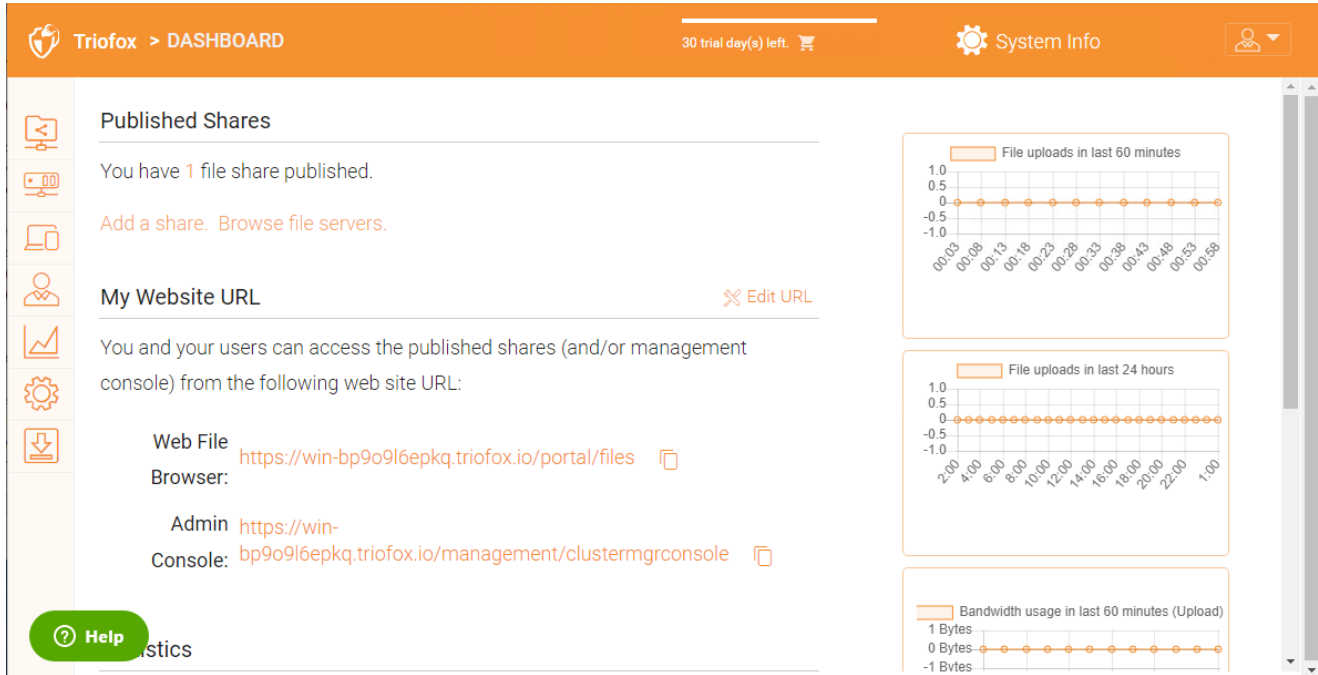 Triofox > DASHBOARD
30 trial day(s) left.
System Info
Published Shares
You have 1 file share published.
Add a share. Browse file servers.
My Website URL
Edit URL
You and your users can access the published shares (and/or management
console) from the following web site URL:
Web File
Browser:
https://win-bp9o9l6epkq.triofox.io/portal/files
Admin
Console:
https://win-
bp9o9l6epkq.triofox.io/management/clustermgrconsole
Help
istics
File uploads in last 60 minutes
1.0
0.5
0
-0.5
-1.0
00:03 00:08 00:13 00:18 00:23 00:28 00:33 00:38 00:43 00:48 00:53 00:58
File uploads in last 24 hours
1.0
0.5
0
-0.5
-1.0
2:00 4:00 6:00 8:00 10:00 12:00 14:00 16:00 18:00 20:00 22:00 1:00
Bandwidth usage in last 60 minutes (Upload)
1 Bytes
0 Bytes
-1 Bytes